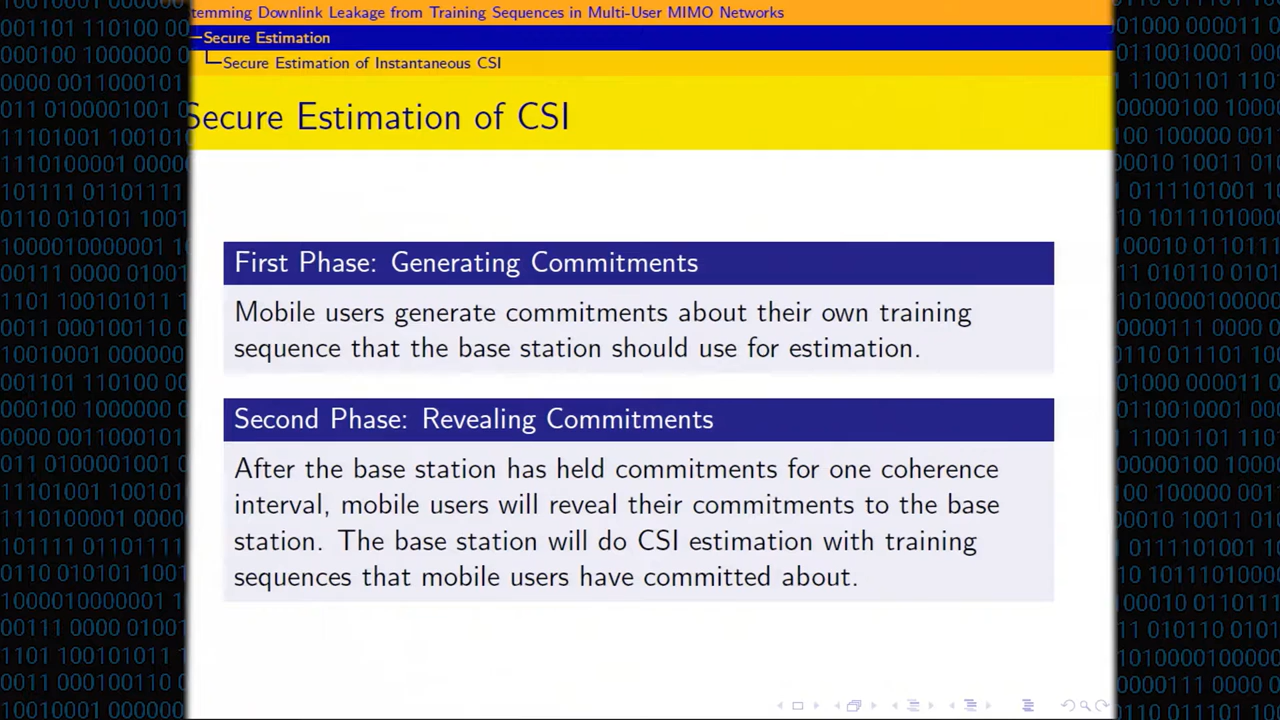 temming Downlink Leakage from Training Sequences in Multi-User MIMO Networks
Secure Estimation
Secure Estimation of Instantaneous CSI
Secure Estimation of CSI
First Phase: Generating Commitments
Mobile users generate commitments about their own training
sequence that the base station should use for estimation.
Second Phase: Revealing Commitments
After the base station has held commitments for one coherence
interval, mobile users will reveal their commitments to the base
station. The base station will do CSI estimation with training
sequences that mobile users have committed about.